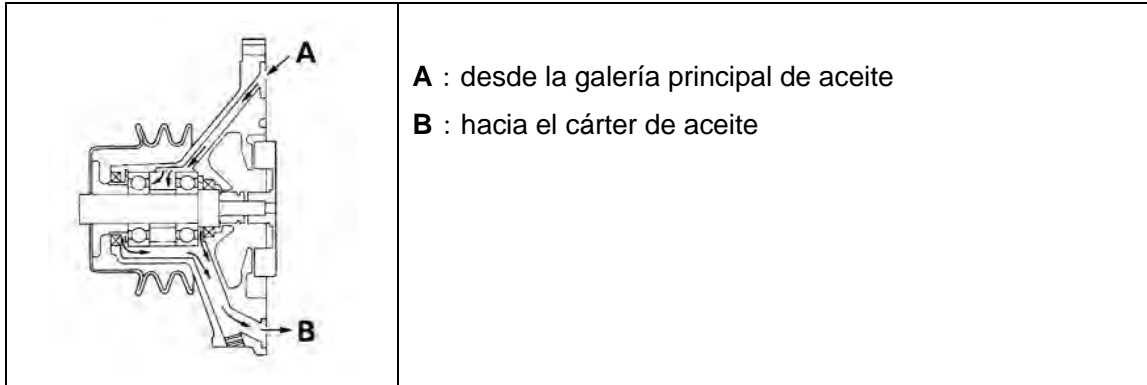 A
A : desde la galería principal de aceite
B : hacia el cárter de aceite
B